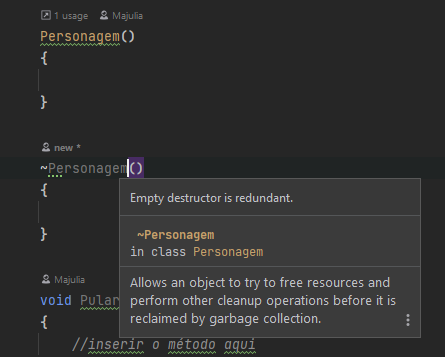 1 usage Majulia
Personagem()
{
}
new *
~Personagem()
{
Empty destructor is redundant.
~Personagem
in class Personagem
}
Allows an object to try to free resources and
perform other cleanup operations before it is
reclaimed by garbage collection.
Majulia
void Pular
{
//inserir o método aqui